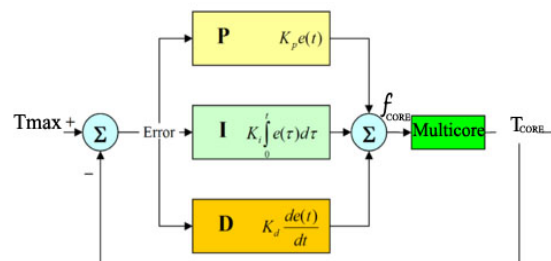 P K_p e(t)
Tmax + Σ Error I K_i ∫_0^t e(τ)dτ Σ f_CORE Multicore T_CORE
−
D K_d de(t)/dt